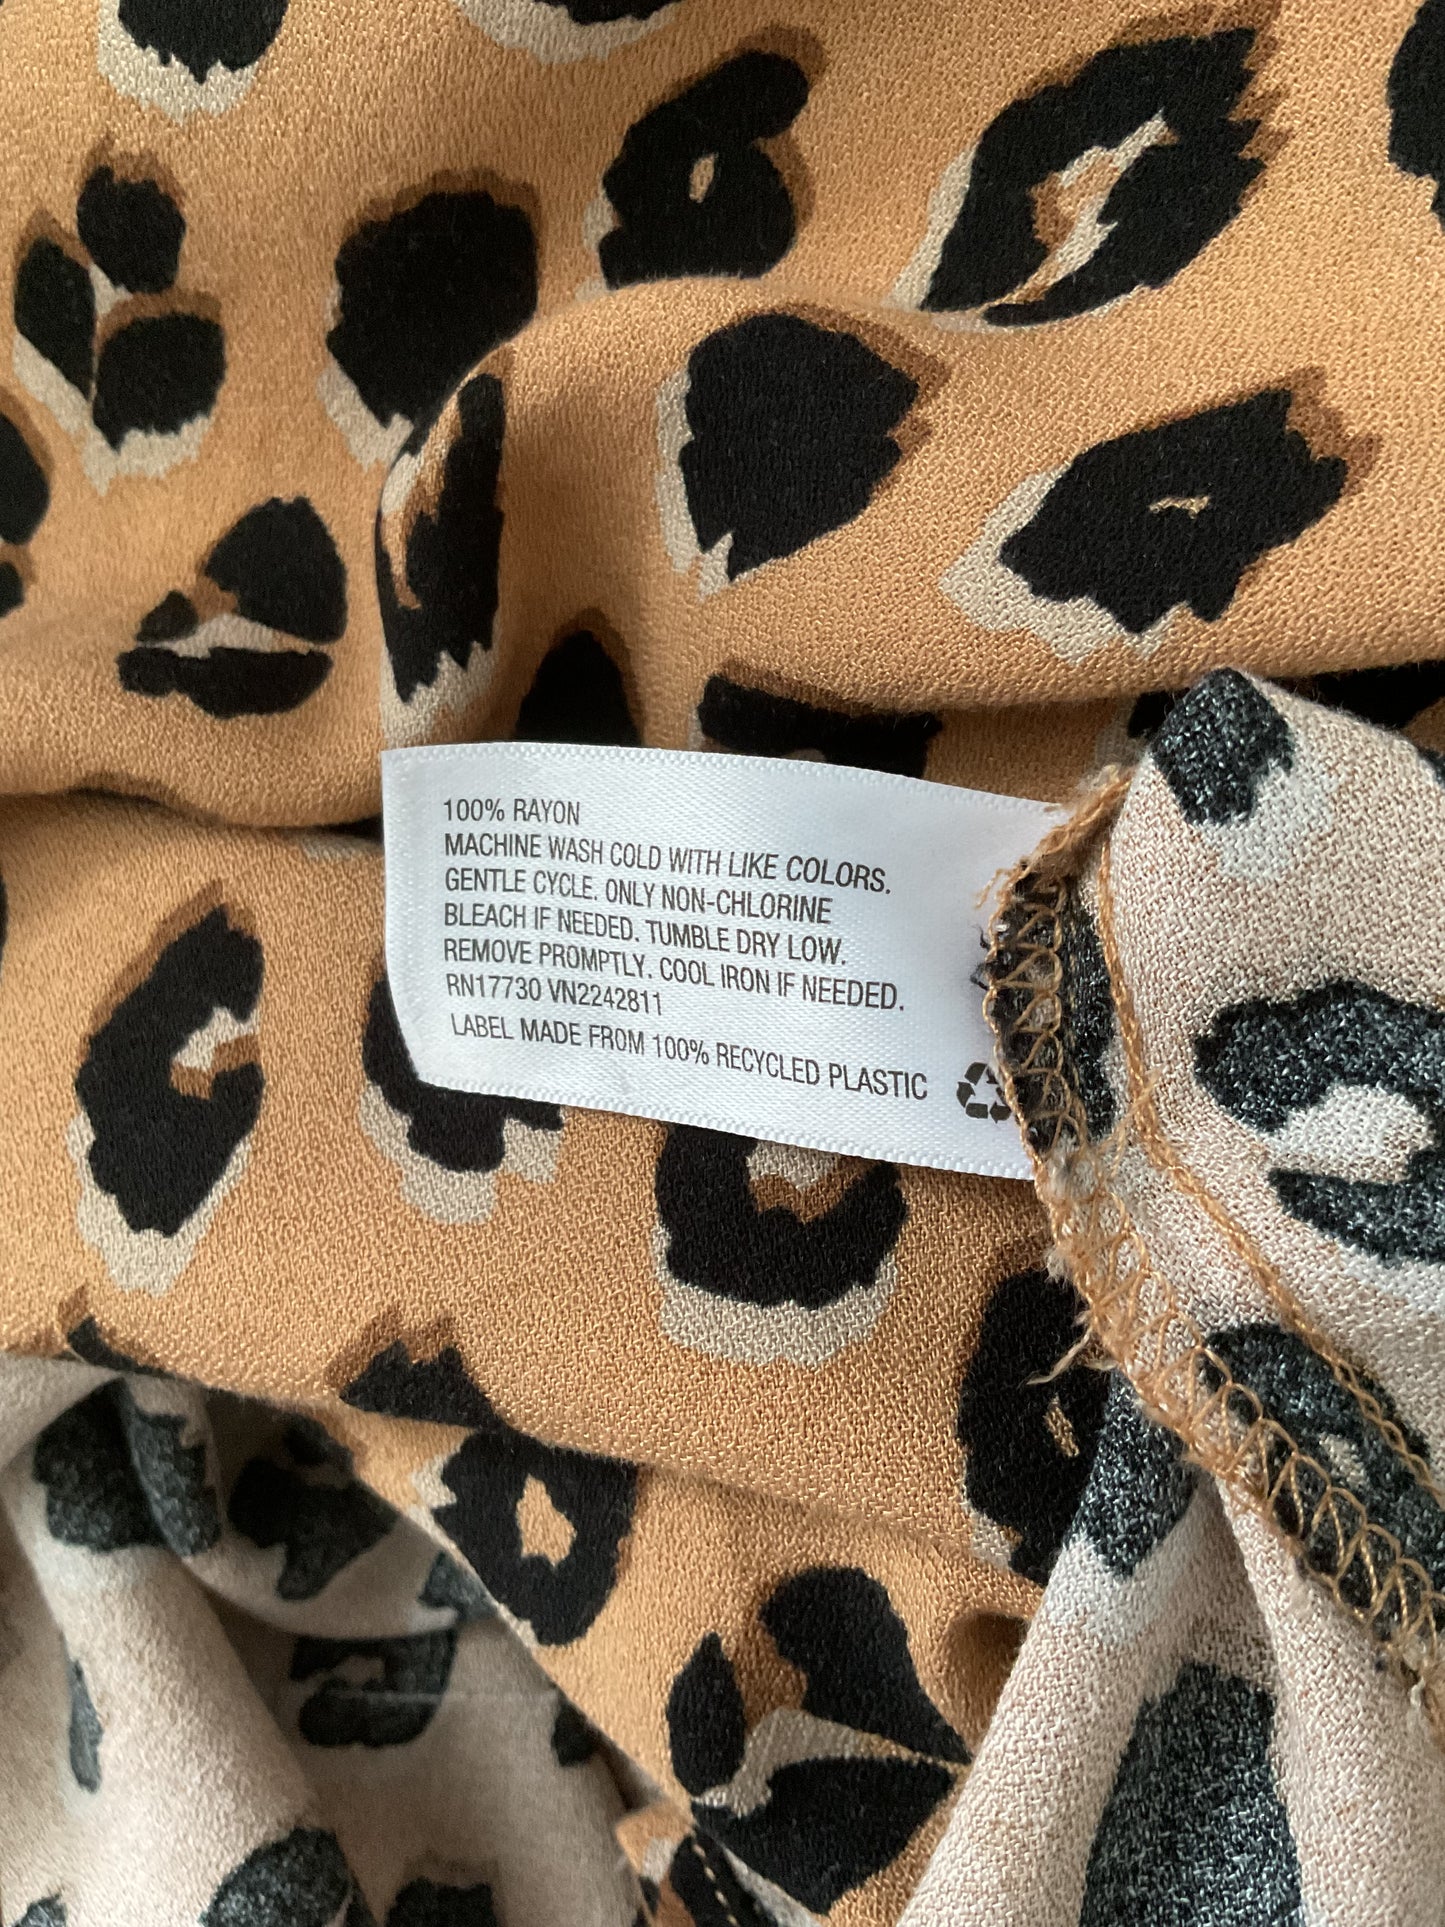 100% RAYON
MACHINE WASH COLD WITH LIKE COLORS.
GENTLE CYCLE. ONLY NON-CHLORINE
BLEACH IF NEEDED. TUMBLE DRY LOW.
REMOVE PROMPTLY. COOL IRON IF NEEDED.
RN17730 VN2242811
LABEL MADE FROM 100% RECYCLED PLASTIC